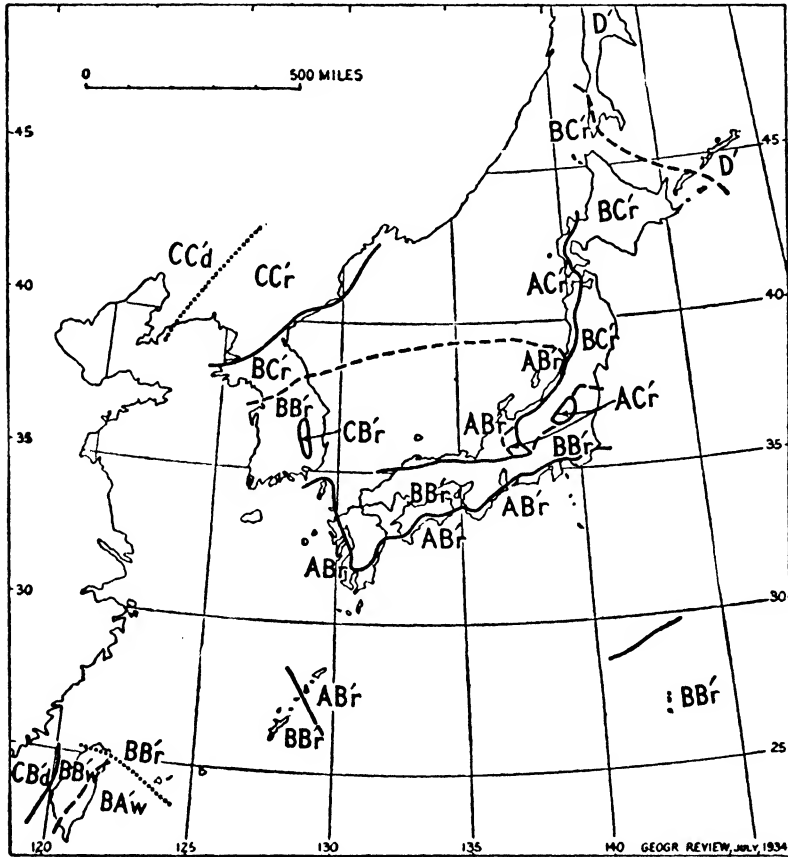 D′
0 500 MILES
45
BC′r
45
D′
BC′r
CC′d
CC′r
40
AC′r
40
BC′r
BC′r
AB′r
BB′r
AC′r
CB′r
AB′r
35
BB′r
35
BB′r
AB′r
AB′r
AB′r
30
30
AB′r
BB′r
BB′r
BB′r
25
CB′d
BB′w
BA′w
120 125 130 135 140
GEOGR REVIEW, JULY, 1934